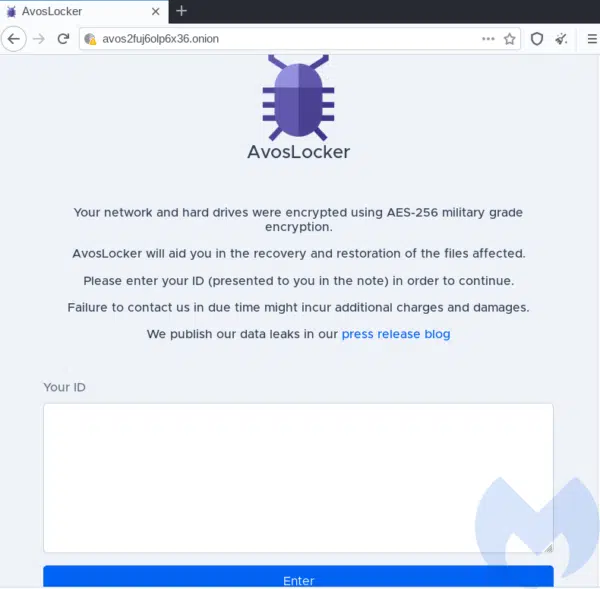 AvosLocker
avos2fuj6olp6x36.onion
AvosLocker
Your network and hard drives were encrypted using AES-256 military grade
encryption.
AvosLocker will aid you in the recovery and restoration of the files affected.
Please enter your ID (presented to you in the note) in order to continue.
Failure to contact us in due time might incur additional charges and damages.
We publish our data leaks in our press release blog
Your ID
Enter